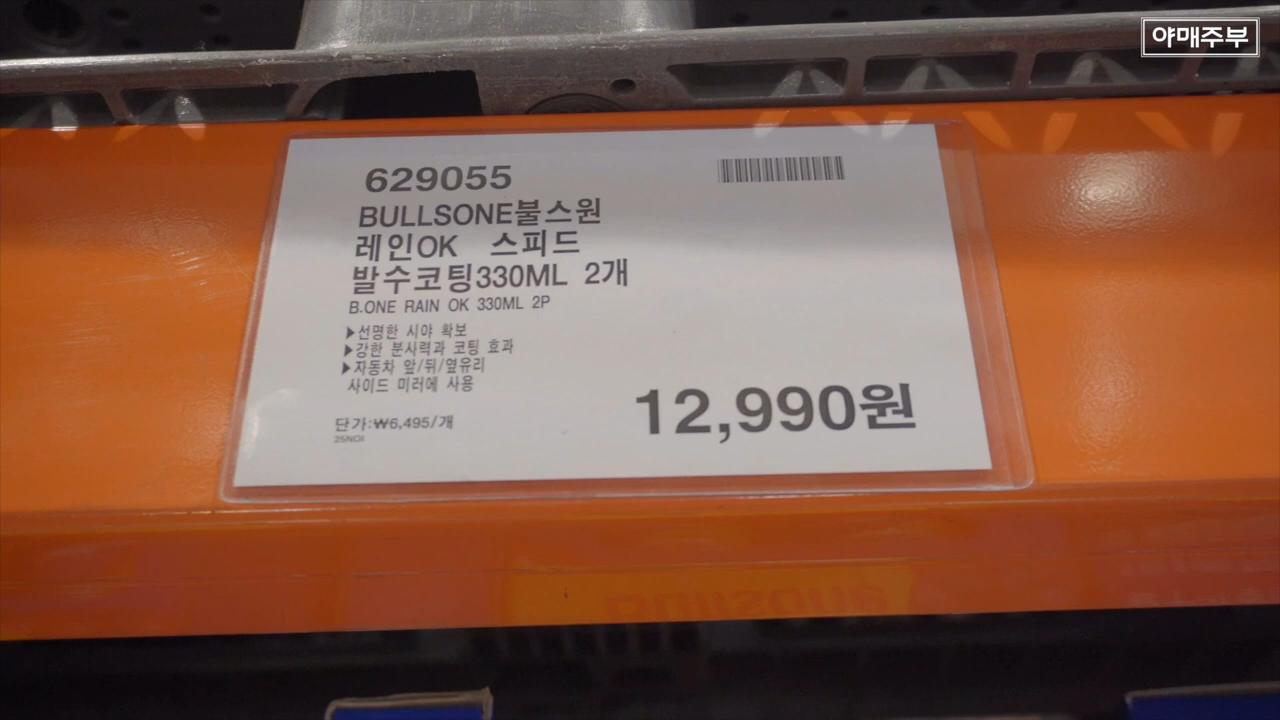 야매주부
629055
BULLSONE불스원
레인OK 스피드
발수코팅330ML 2개
B.ONE RAIN OK 330ML 2P
▶선명한 시야 확보
▶강한 분사력과 코팅 효과
▶자동차 앞/뒤/옆유리
사이드 미러에 사용
12,990원
단가:₩6,495/개